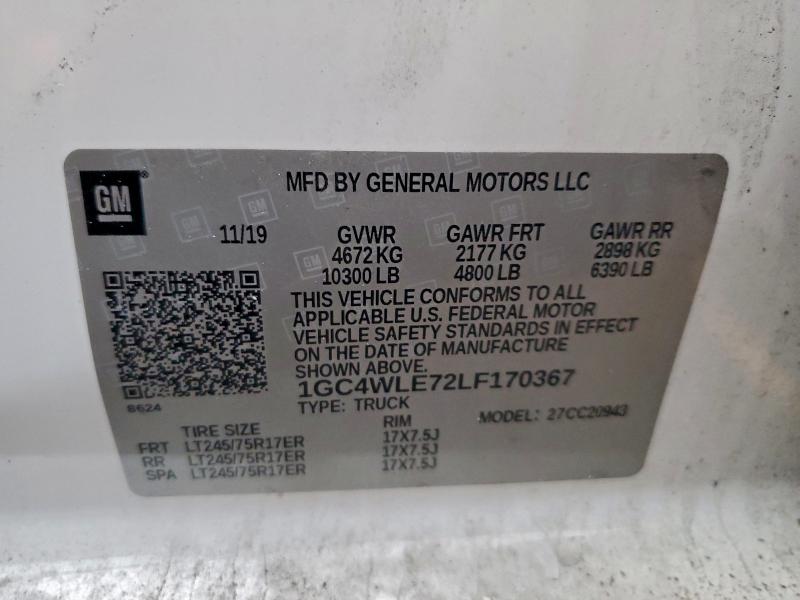 GM
MFD BY GENERAL MOTORS LLC
11/19 GVWR GAWR FRT GAWR RR
4672 KG 2177 KG 2898 KG
10300 LB 4800 LB 6390 LB
THIS VEHICLE CONFORMS TO ALL
APPLICABLE U.S. FEDERAL MOTOR
VEHICLE SAFETY STANDARDS IN EFFECT
ON THE DATE OF MANUFACTURE
SHOWN ABOVE.
1GC4WLE72LF170367
8624
TYPE: TRUCK MODEL: 27CC20943
TIRE SIZE RIM
FRT LT245/75R17ER 17X7.5J
RR LT245/75R17ER 17X7.5J
SPA LT245/75R17ER 17X7.5J